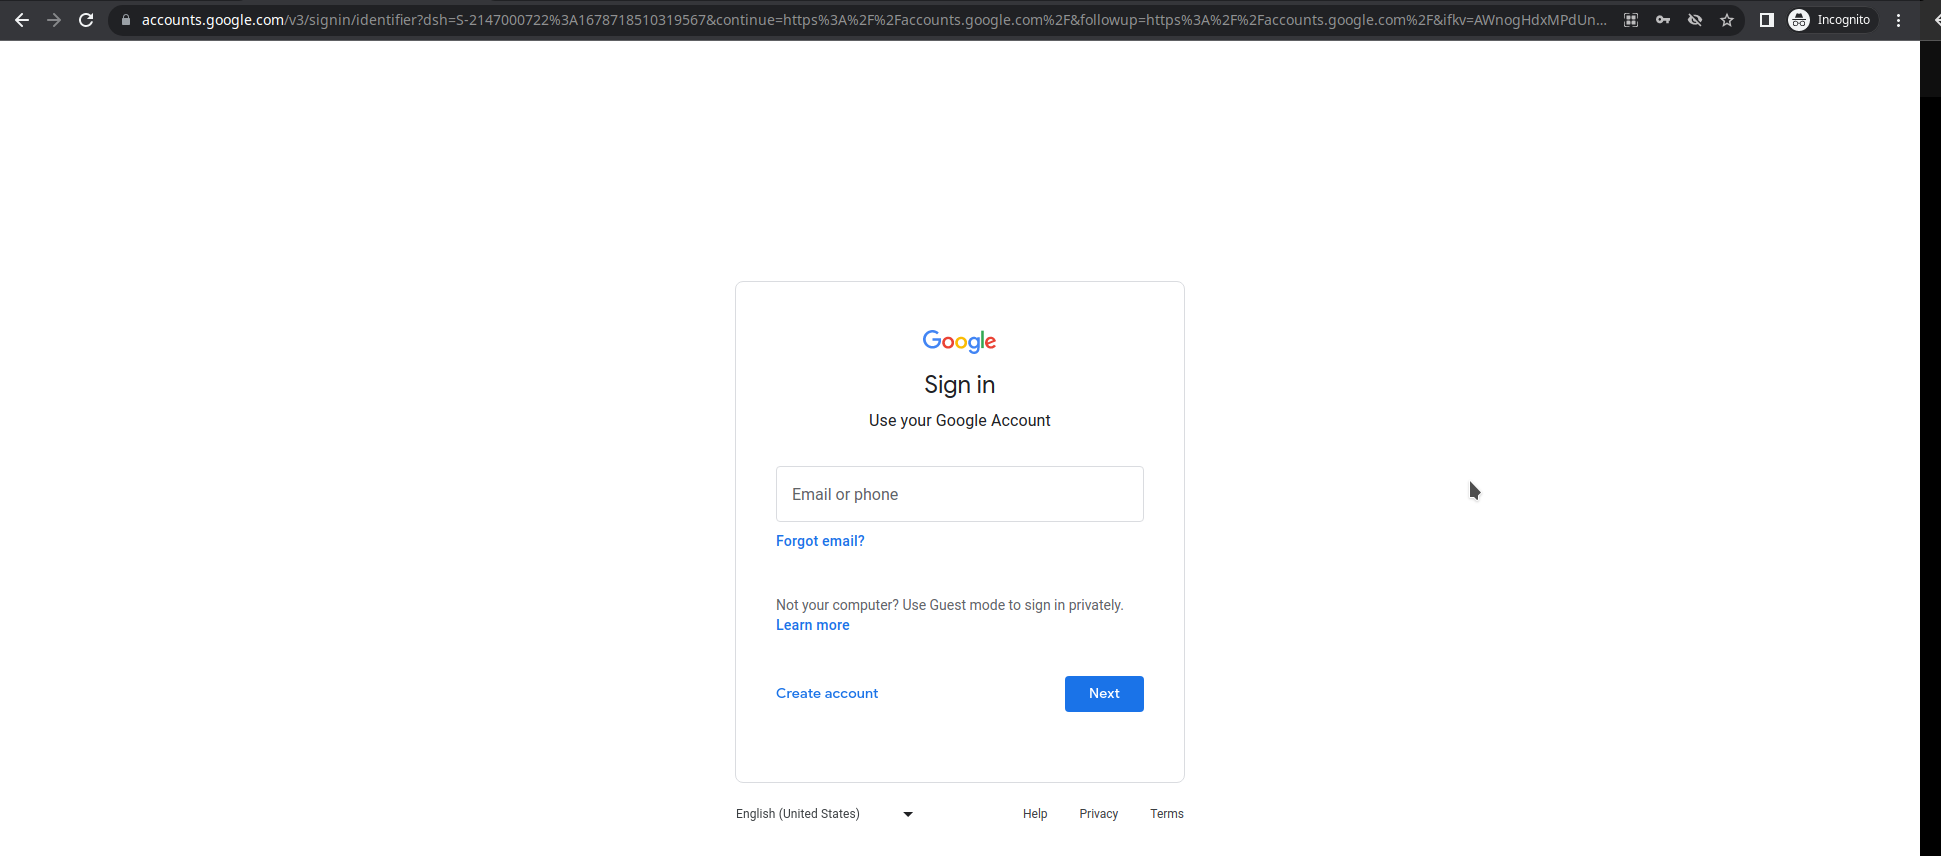 accounts.google.com/v3/signin/identifier?dsh=S-2147000722%3A1678718510319567&continue=https%3A%2F%2Faccounts.google.com%2F&followup=https%3A%2F%2Faccounts.google.com%2F&ifkv=AWnogHdxMPdUn...
Incognito
Google
Sign in
Use your Google Account
Email or phone
Forgot email?
Not your computer? Use Guest mode to sign in privately.
Learn more
Create account
Next
English (United States)
Help
Privacy
Terms